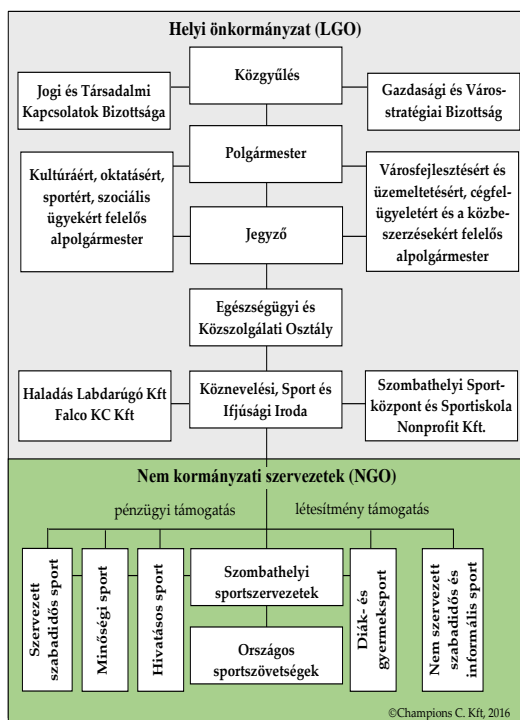 Helyi önkormányzat (LGO)
Közgyűlés
Jogi és Társadalmi
Kapcsolatok Bizottsága
Gazdasági és Város-
stratégiai Bizottság
Polgármester
Kultúráért, oktatásért,
sportért, szociális
ügyekért felelős
alpolgármester
Városfejlesztésért és
üzemeltetésért, cégfel-
ügyeletért és a közbe-
szerzésekért felelős
alpolgármester
Jegyző
Egészségügyi és
Közszolgálati Osztály
Haladás Labdarúgó Kft
Falco KC Kft
Köznevelési, Sport és
Ifjúsági Iroda
Szombathelyi Sport-
központ és Sportiskola
Nonprofit Kft.
Nem kormányzati szervezetek (NGO)
pénzügyi támogatás
létesítmény támogatás
Szervezett
szabadidős sport
Minőségi sport
Hivatásos sport
Szombathelyi
sportszervezetek
Országos
sportszövetségek
Diák- és
gyermeksport
Nem szervezett
szabadidős és
informális sport
©Champions C. Kft, 2016